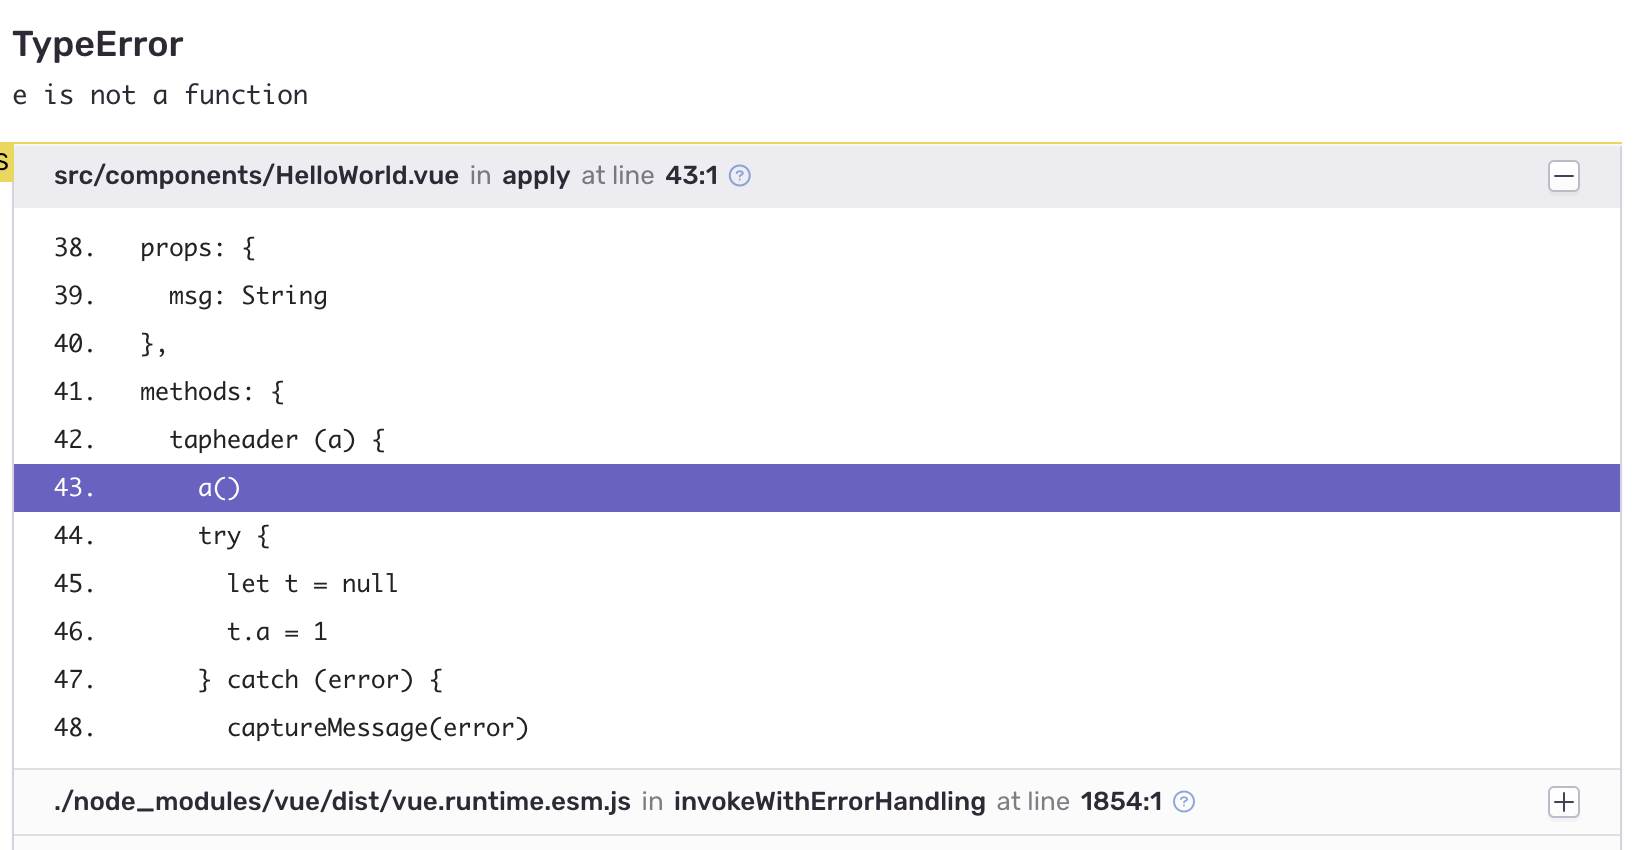 TypeError
e is not a function
S
src/components/HelloWorld.vue in apply at line 43:1 ?
38. props: {
39. msg: String
40. },
41. methods: {
42. tapheader (a) {
43. a()
44. try {
45. let t = null
46. t.a = 1
47. } catch (error) {
48. captureMessage(error)
./node_modules/vue/dist/vue.runtime.esm.js in invokeWithErrorHandling at line 1854:1 ?